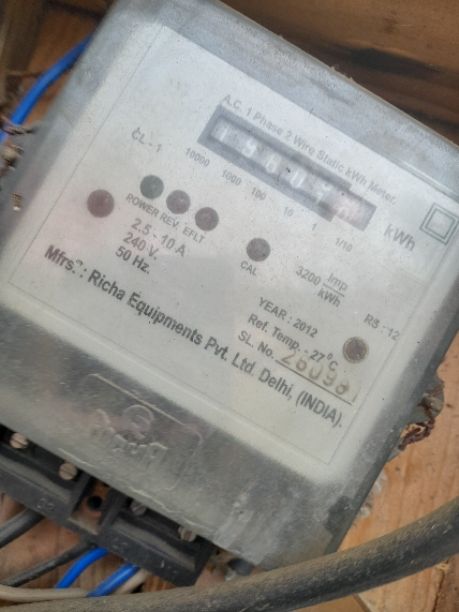 A.C. 1 Phase 2 Wire Static kWh Meter.
CL - 1
10000 1000 100 10 1 1/10
kWh
POWER REV. EFLT
CAL
3200 Imp/kWh
2.5 - 10 A
240 V.
50 Hz.
YEAR : 2012
RS : 12
Ref. Temp. : 27°C
SL. No.
Mfrs. : Richa Equipments Pvt. Ltd. Delhi, (INDIA).